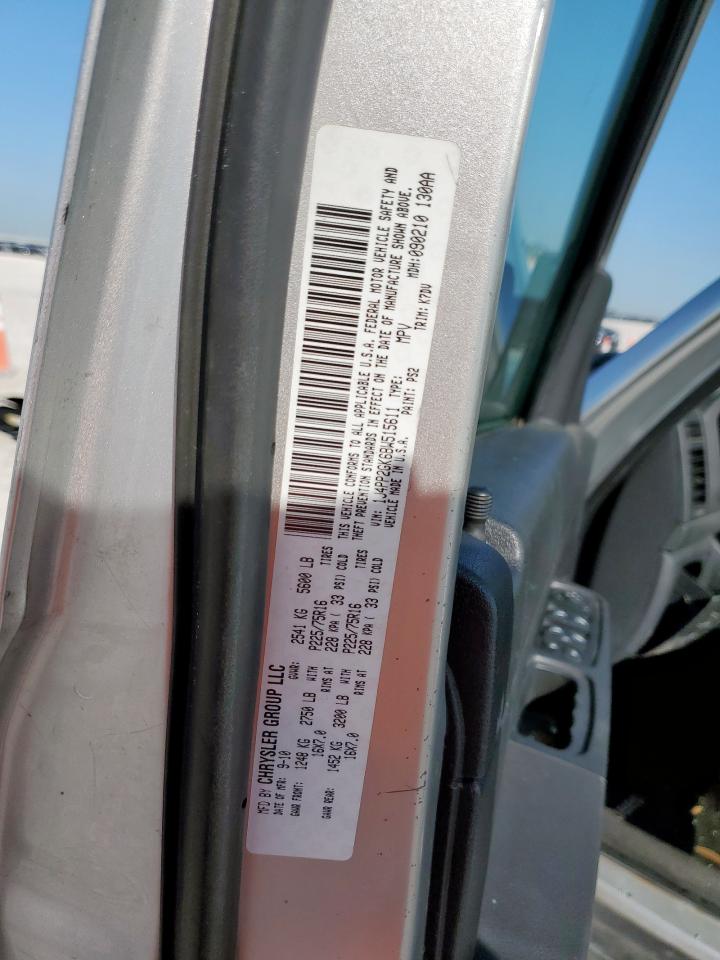 MFD BY CHRYSLER GROUP LLC
DATE OF MFR: 9-10 GVWR: 2541 KG 5600 LB
GAWR FRONT: 1248 KG 2750 LB WITH P225/75R16 TIRES
16X7.0 RIMS AT 228 KPA ( 33 PSI) COLD
GAWR REAR: 1452 KG 3200 LB WITH P225/75R16 TIRES
16X7.0 RIMS AT 228 KPA ( 33 PSI) COLD
THIS VEHICLE CONFORMS TO ALL APPLICABLE U.S.A. FEDERAL MOTOR VEHICLE SAFETY AND
THEFT PREVENTION STANDARDS IN EFFECT ON THE DATE OF MANUFACTURE SHOWN ABOVE.
VIN: 1J4PP2GK6BW515611 TYPE: MPV MDH:090210 130AA
VEHICLE MADE IN U.S.A. PAINT: PS2 TRIM: K7DV